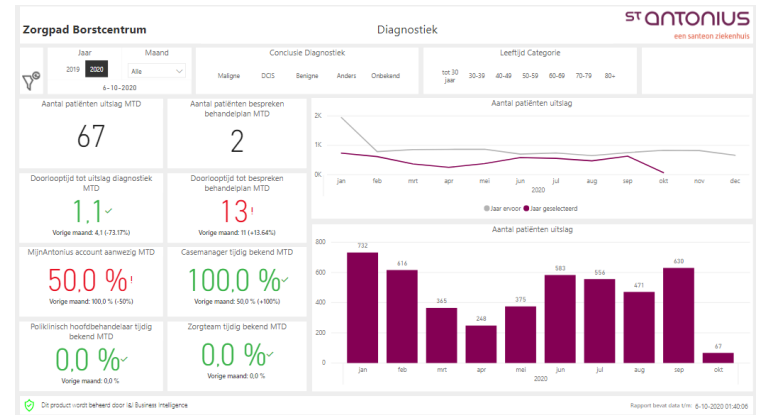 Zorgpad Borstcentrum
Diagnostiek
ST ANTONIUS
een santeon ziekenhuis
Jaar
Maand
2019 2020
Alle
6-10-2020
Conclusie Diagnostiek
Maligne DCIS Benigne Anders Onbekend
Leeftijd Categorie
tot 30 jaar 30-39 40-49 50-59 60-69 70-79 80+
Aantal patiënten uitslag MTD
67
Aantal patiënten bespreken
behandelplan MTD
2
Doorlooptijd tot uitslag diagnostiek
MTD
1,1
Vorige maand: 4,1 (-73.17%)
Doorlooptijd tot bespreken
behandelplan MTD
13!
Vorige maand: 11 (+13.64%)
MijnAntonius account aanwezig MTD
50,0 %!
Vorige maand: 100,0 % (-50%)
Casemanager tijdig bekend MTD
100,0 %
Vorige maand: 50,0 % (+100%)
Poliklinisch hoofdbehandelaar tijdig
bekend MTD
0,0 %
Vorige maand: 0,0 %
Zorgteam tijdig bekend MTD
0,0 %
Vorige maand: 0,0 %
Aantal patiënten uitslag
2K
1K
0K
jan feb mrt apr mei jun jul aug sep okt nov dec
2020
Jaar ervoor Jaar geselecteerd
Aantal patiënten uitslag
800
600
400
200
0
732 616 365 248 375 583 556 471 630 67
jan feb mrt apr mei jun jul aug sep okt
2020
Dit product wordt beheerd door I&I Business Intelligence
Rapport bevat data t/m: 6-10-2020 01:40:06